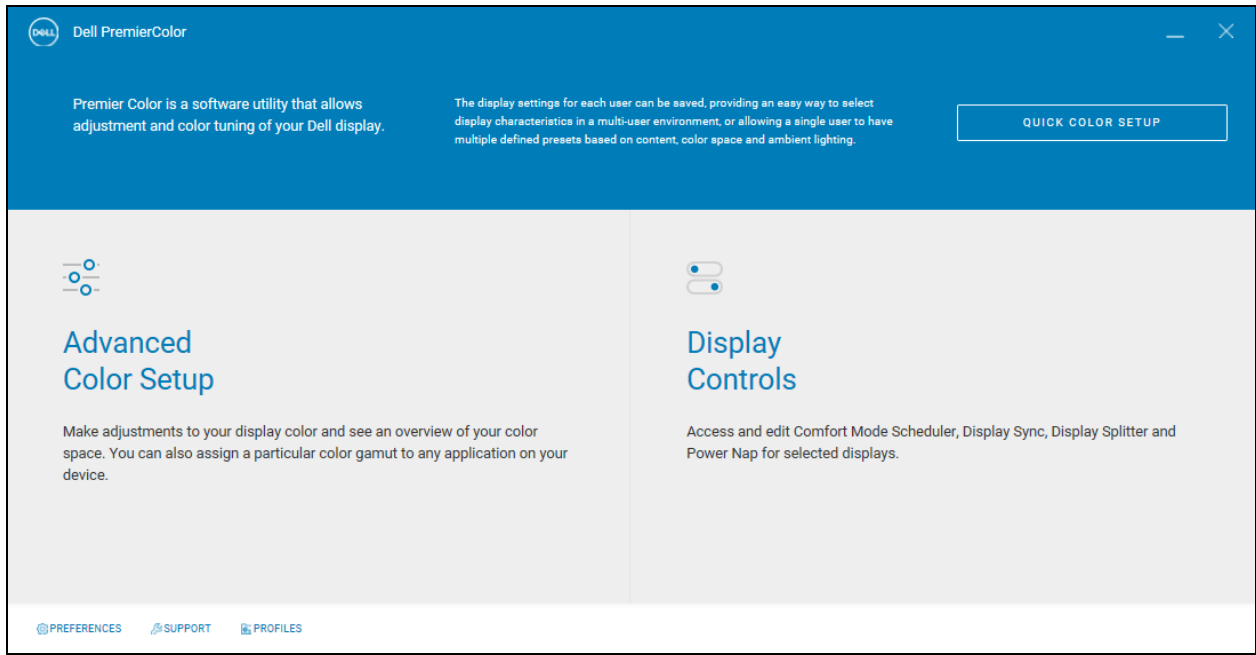 DELL
Dell PremierColor
Premier Color is a software utility that allows
adjustment and color tuning of your Dell display.
The display settings for each user can be saved, providing an easy way to select
display characteristics in a multi-user environment, or allowing a single user to have
multiple defined presets based on content, color space and ambient lighting.
QUICK COLOR SETUP
Advanced
Color Setup
Make adjustments to your display color and see an overview of your color
space. You can also assign a particular color gamut to any application on your
device.
Display
Controls
Access and edit Comfort Mode Scheduler, Display Sync, Display Splitter and
Power Nap for selected displays.
PREFERENCES
SUPPORT
PROFILES